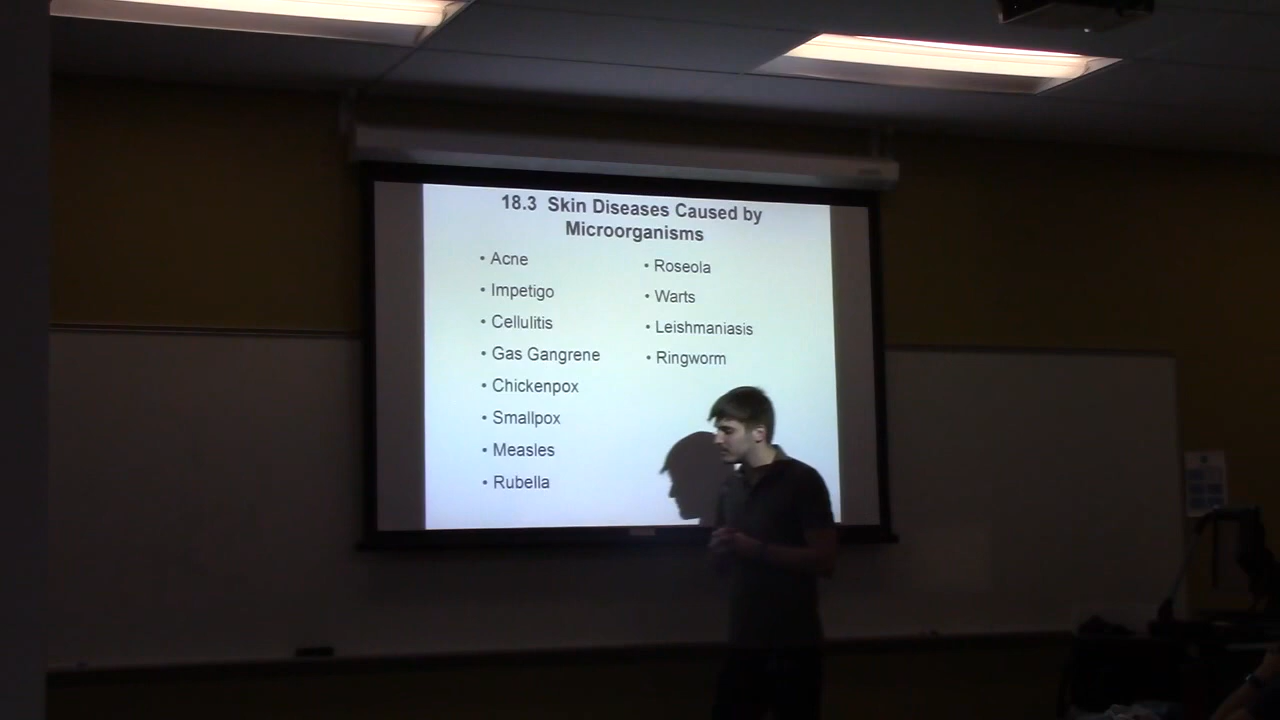 18.3 Skin Diseases Caused by
Microorganisms
• Acne
• Impetigo
• Cellulitis
• Gas Gangrene
• Chickenpox
• Smallpox
• Measles
• Rubella
• Roseola
• Warts
• Leishmaniasis
• Ringworm